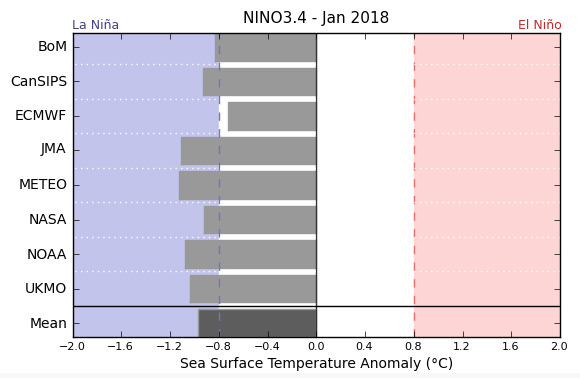 NINO3.4 - Jan 2018
La Niña
El Niño
BoM
CanSIPS
ECMWF
JMA
METEO
NASA
NOAA
UKMO
Mean
−2.0 −1.6 −1.2 −0.8 −0.4 0.0 0.4 0.8 1.2 1.6 2.0
Sea Surface Temperature Anomaly (°C)